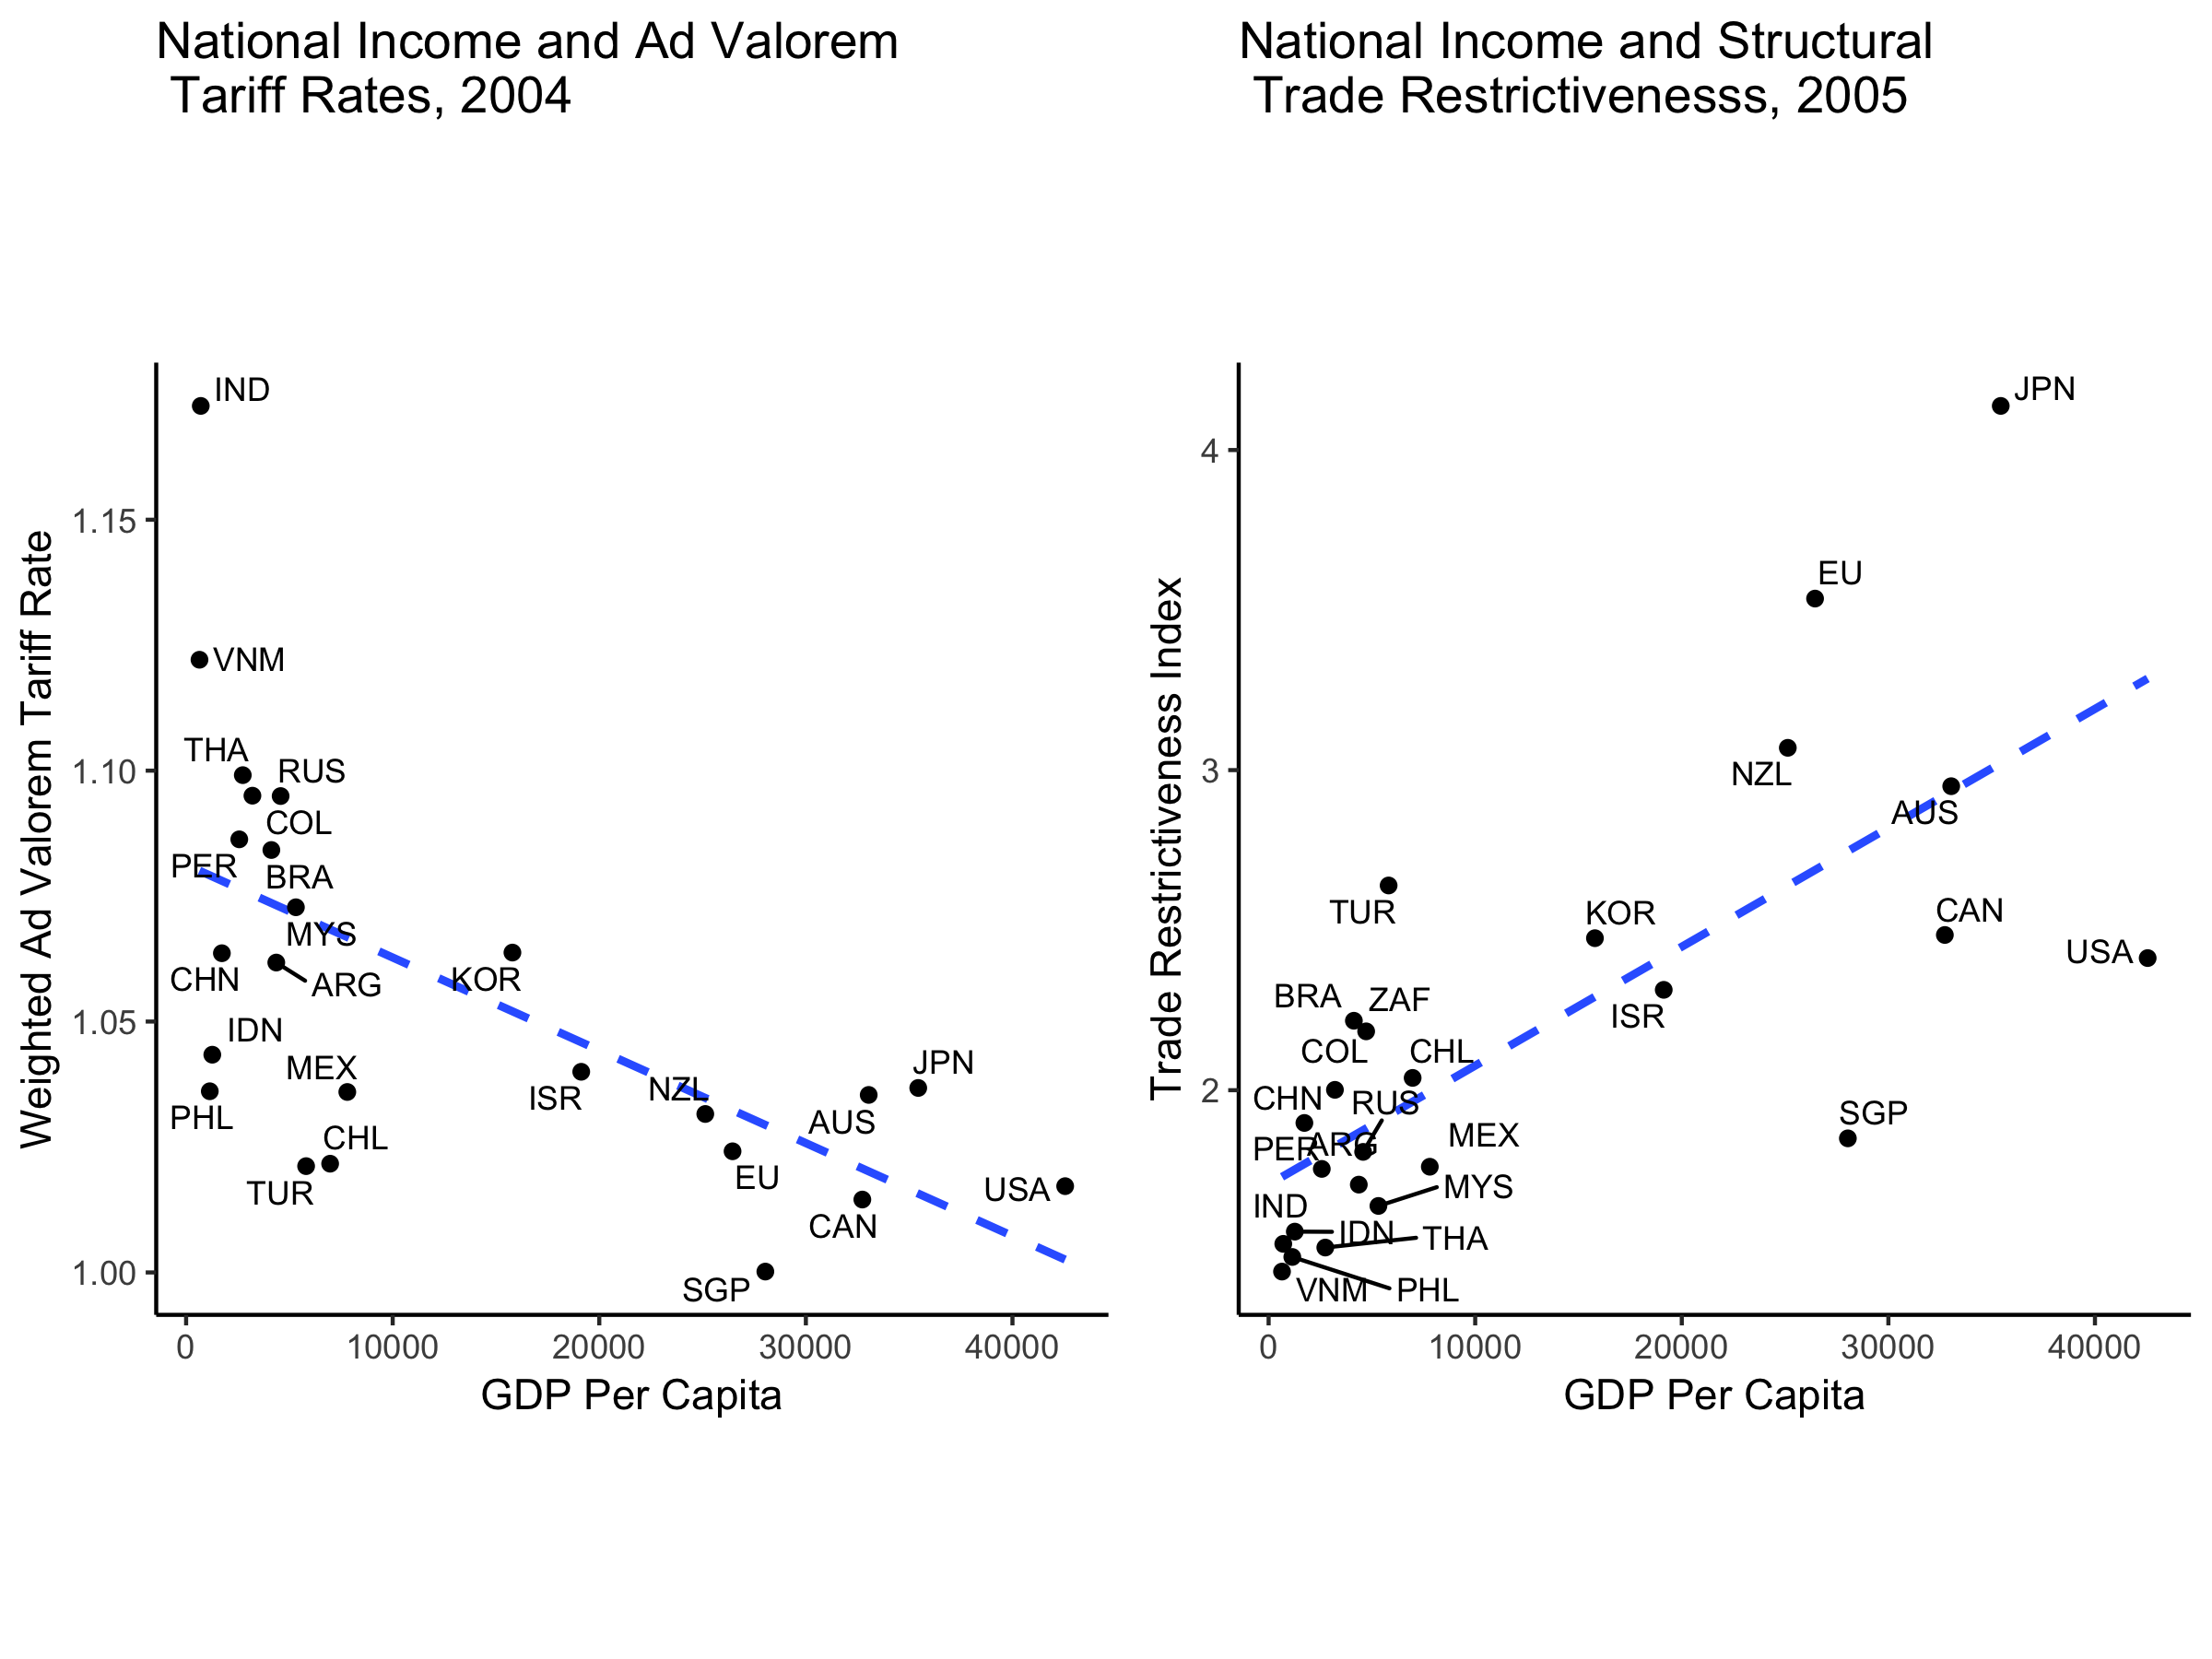 National Income and Ad Valorem
Tariff Rates, 2004
Weighted Ad Valorem Tariff Rate
1.15
1.10
1.05
1.00
IND
VNM
THA
RUS
COL
PER
BRA
MYS
CHN
ARG
KOR
IDN
MEX
PHL
CHL
TUR
ISR
NZL
JPN
AUS
EU
USA
CAN
SGP
0
10000
20000
30000
40000
GDP Per Capita
National Income and Structural
Trade Restrictivenesss, 2005
Trade Restrictiveness Index
4
3
2
JPN
EU
NZL
AUS
TUR
KOR
CAN
USA
BRA
ZAF
ISR
COL
CHL
CHN
RUS
SGP
PER
ARG
MEX
MYS
IND
IDN
THA
VNM
PHL
0
10000
20000
30000
40000
GDP Per Capita